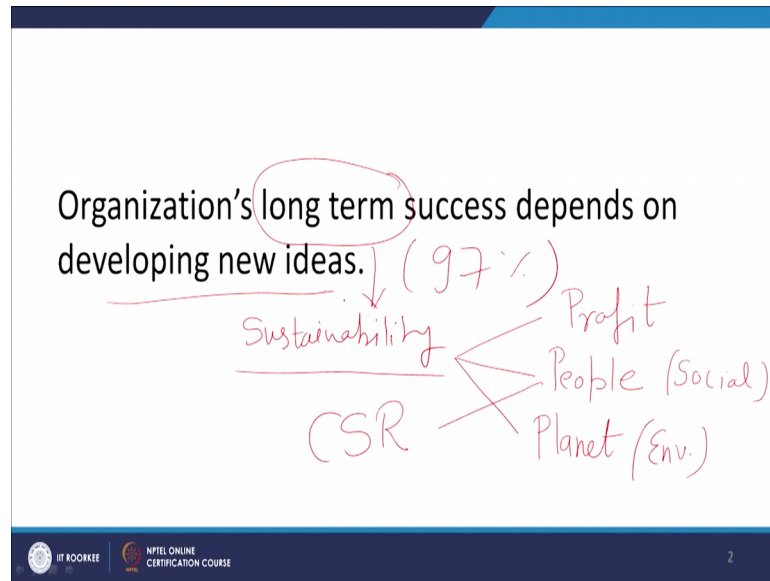 Organization's long term success depends on
developing new ideas. (97%)
Sustainability
Profit
People (Social)
Planet (Env.)
CSR
IIT ROORKEE
NPTEL ONLINE
CERTIFICATION COURSE
2